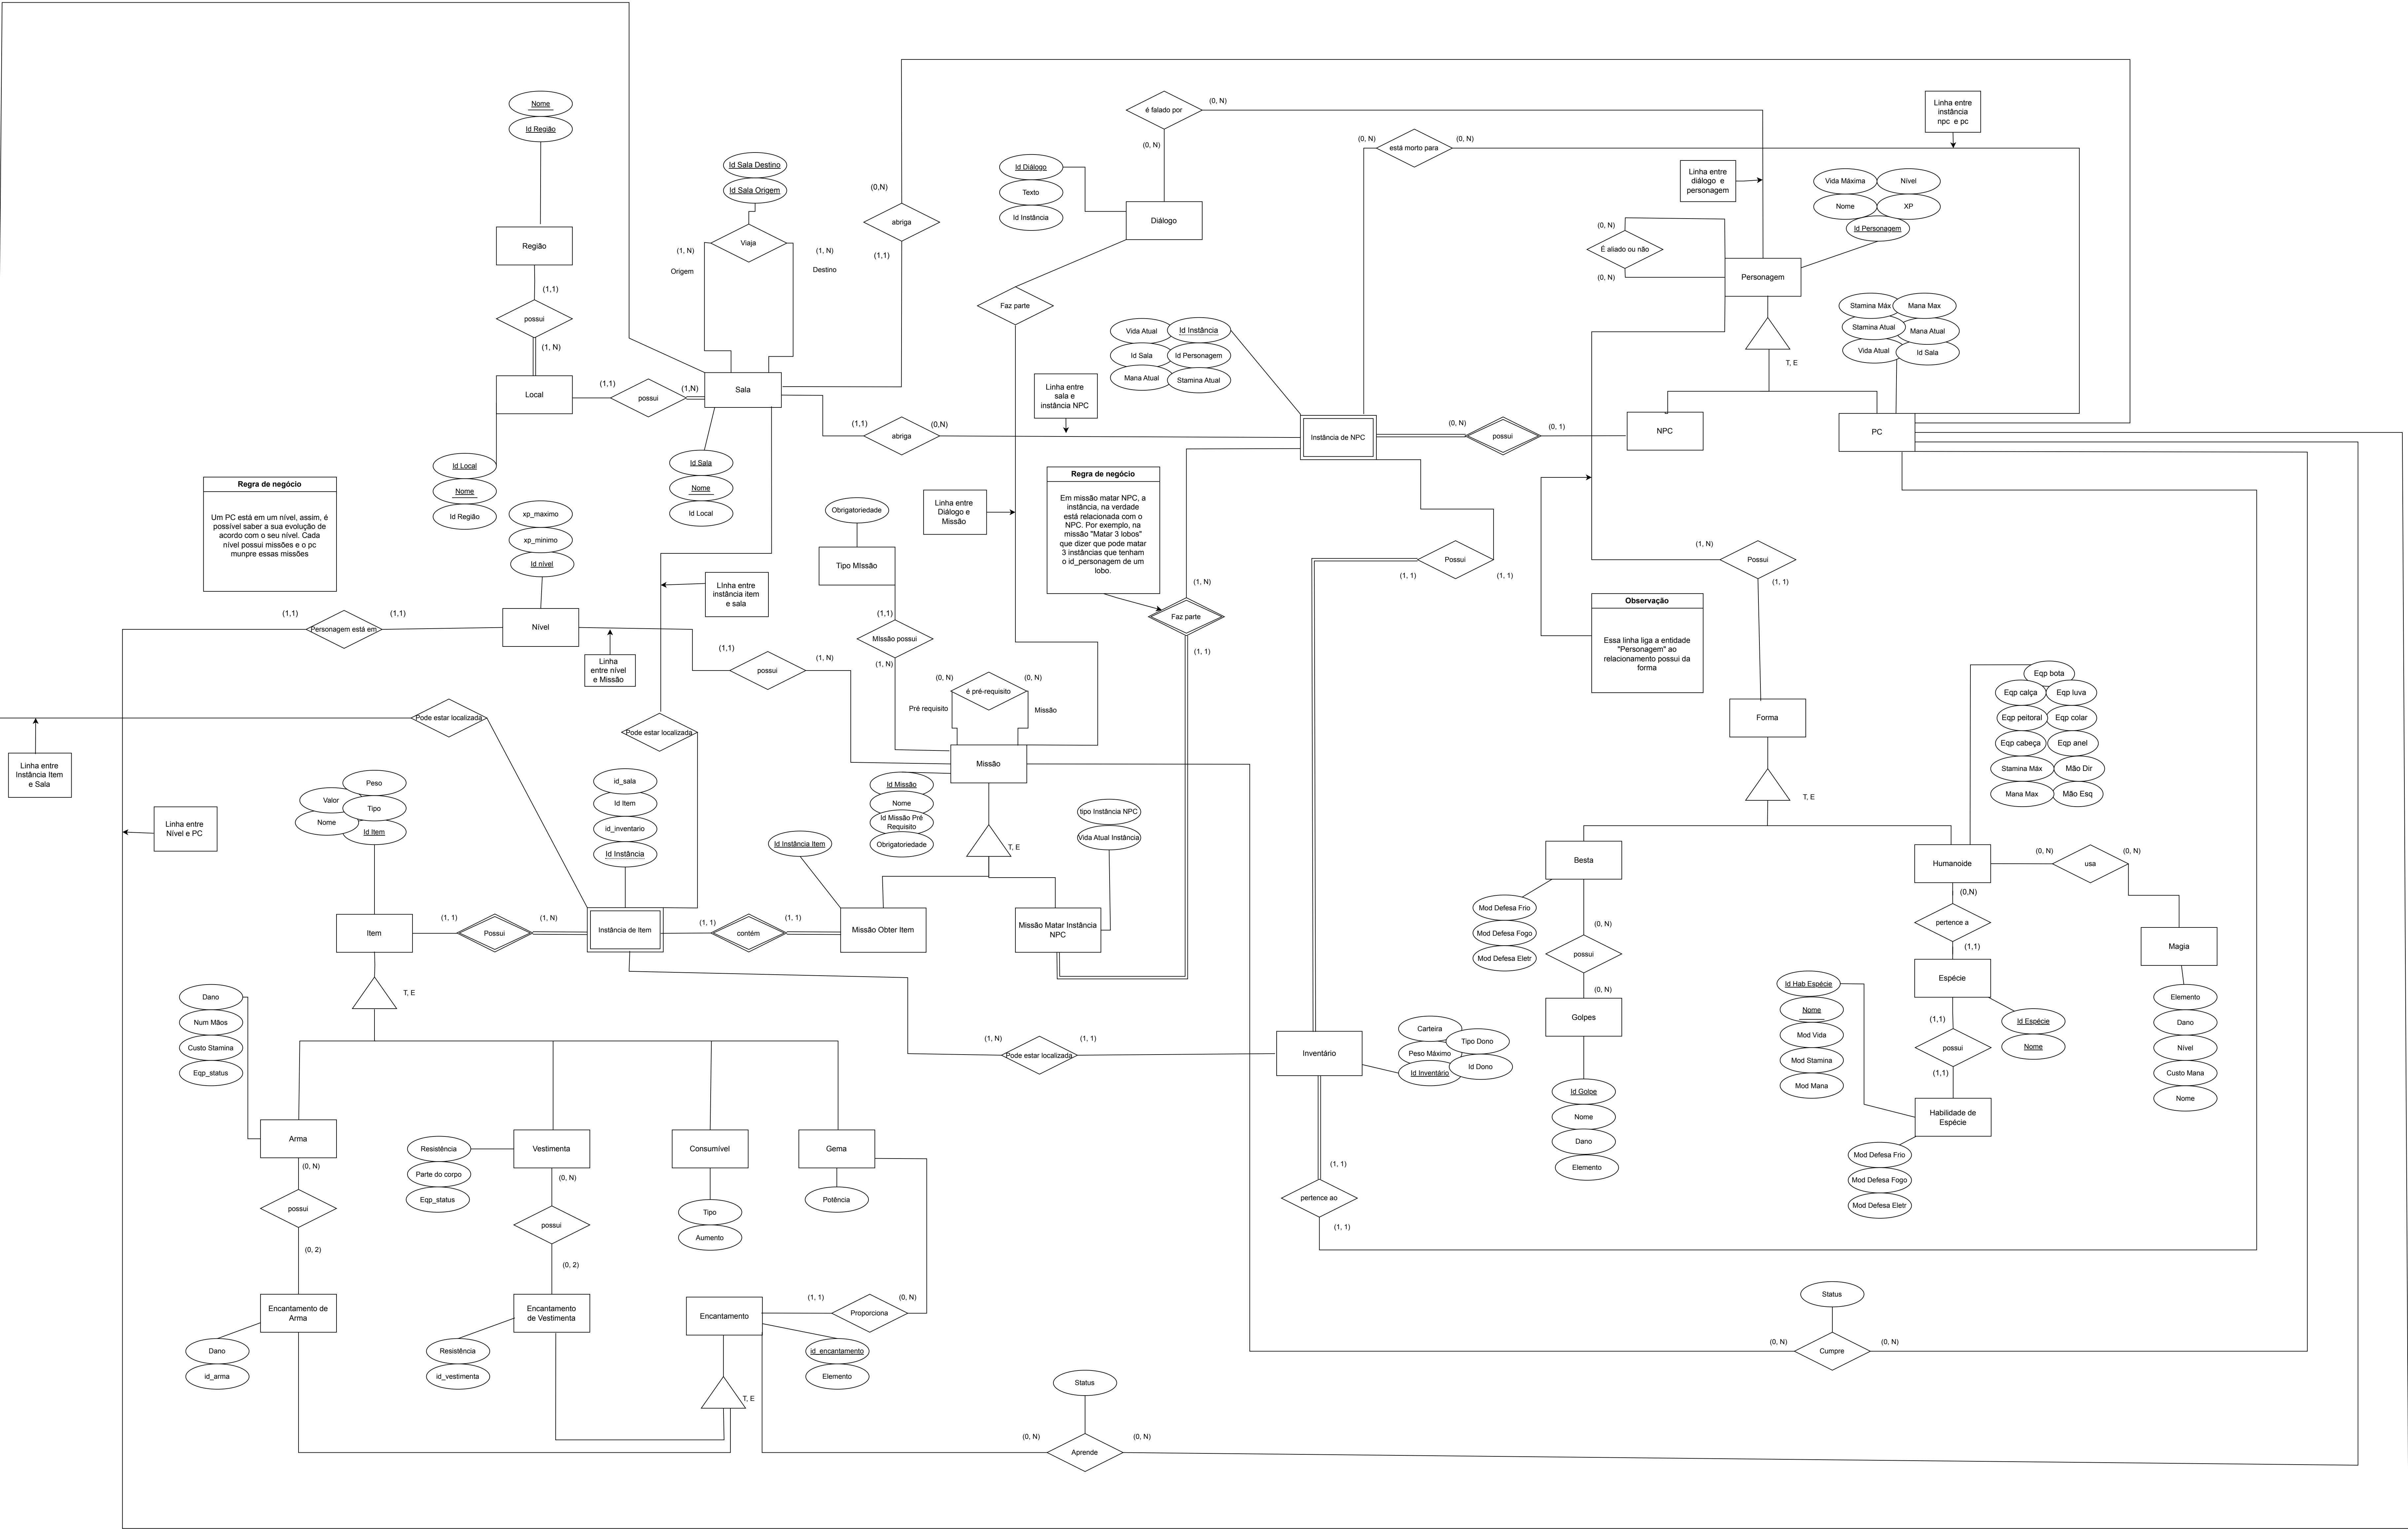 Nome
Id Região
Região
(1,1)
possui
(1, N)
Local
Id Local
Nome
Id Região
(1,1)
possui
(1,N)
Id Sala Destino
Id Sala Origem
Viaja
(1, N)
Origem
(1, N)
Destino
Sala
Id Sala
Nome
Id Local
(0,N)
abriga
(1,1)
(1,1)
abriga
(0,N)
Linha entre
sala e
instância NPC
é falado por
(0, N)
(0, N)
Id Diálogo
Texto
Id Instância
Diálogo
Faz parte
Linha entre
Diálogo e
Missão
(0, N)
está morto para
(0, N)
Linha entre
instância
npc e pc
Linha entre
diálogo e
personagem
Vida Máxima
Nível
Nome
XP
Id Personagem
(0, N)
É aliado ou não
(0, N)
Personagem
T, E
Stamina Máx
Mana Max
Stamina Atual
Mana Atual
Vida Atual
Id Sala
NPC
PC
Vida Atual
Id Instância
Id Sala
Id Personagem
Mana Atual
Stamina Atual
Instância de NPC
(0, N)
possui
(0, 1)
Regra de negócio
Um PC está em um nível, assim, é
possível saber a sua evolução de
acordo com o seu nível. Cada
nível possui missões e o pc
munpre essas missões
xp_maximo
xp_minimo
Id nível
Nível
(1,1)
Personagem está em
(1,1)
Linha
entre nível
e Missão
LInha entre
instância item
e sala
(1,1)
possui
(1, N)
Obrigatoriedade
Tipo MIssão
(1,1)
MIssão possui
(1, N)
Regra de negócio
Em missão matar NPC, a
instância, na verdade
está relacionada com o
NPC. Por exemplo, na
missão "Matar 3 lobos"
que dizer que pode matar
3 instâncias que tenham
o id_personagem de um
lobo.
(1, N)
Faz parte
(1, 1)
Possui
(1, 1)
(1, 1)
(1, N)
Possui
(1, 1)
Observação
Essa linha liga a entidade
"Personagem" ao
relacionamento possui da
forma
(0, N)
é pré-requisito
(0, N)
Pré requisito
Missão
Missão
Id Missão
Nome
Id Missão Pré
Requisito
Obrigatoriedade
T, E
tipo Instância NPC
Vida Atual Instância
Id Instância Item
Missão Obter Item
Missão Matar Instância
NPC
Pode estar localizada
Pode estar localizada
Linha entre
Instância Item
e Sala
Linha entre
Nível e PC
Peso
Valor
Tipo
Nome
Id Item
id_sala
Id Item
id_inventario
Id Instância
Item
(1, 1)
Possui
(1, N)
Instância de Item
(1, 1)
contém
(1, 1)
T, E
Dano
Num Mãos
Custo Stamina
Eqp_status
Arma
(0, N)
possui
(0, 2)
Encantamento de
Arma
Dano
id_arma
Resistência
Parte do corpo
Eqp_status
Vestimenta
(0, N)
possui
(0, 2)
Encantamento
de Vestimenta
Resistência
id_vestimenta
Consumível
Tipo
Aumento
Gema
Potência
Encantamento
(1, 1)
Proporciona
(0, N)
id_encantamento
Elemento
T, E
(1, N)
Pode estar localizada
(1, 1)
Inventário
Carteira
Tipo Dono
Peso Máximo
Id Dono
Id Inventário
(1, 1)
pertence ao
(1, 1)
Forma
T, E
Besta
Mod Defesa Frio
Mod Defesa Fogo
Mod Defesa Eletr
(0, N)
possui
(0, N)
Golpes
Id Golpe
Nome
Dano
Elemento
Eqp bota
Eqp calça
Eqp luva
Eqp peitoral
Eqp colar
Eqp cabeça
Eqp anel
Stamina Máx
Mão Dir
Mana Max
Mão Esq
Humanoide
(0, N)
usa
(0, N)
(0,N)
pertence a
(1,1)
Espécie
Id Espécie
Nome
(1,1)
possui
(1,1)
Habilidade de
Espécie
Id Hab Espécie
Nome
Mod Vida
Mod Stamina
Mod Mana
Mod Defesa Frio
Mod Defesa Fogo
Mod Defesa Eletr
Magia
Elemento
Dano
Nível
Custo Mana
Nome
Status
(0, N)
Cumpre
(0, N)
Status
(0, N)
Aprende
(0, N)